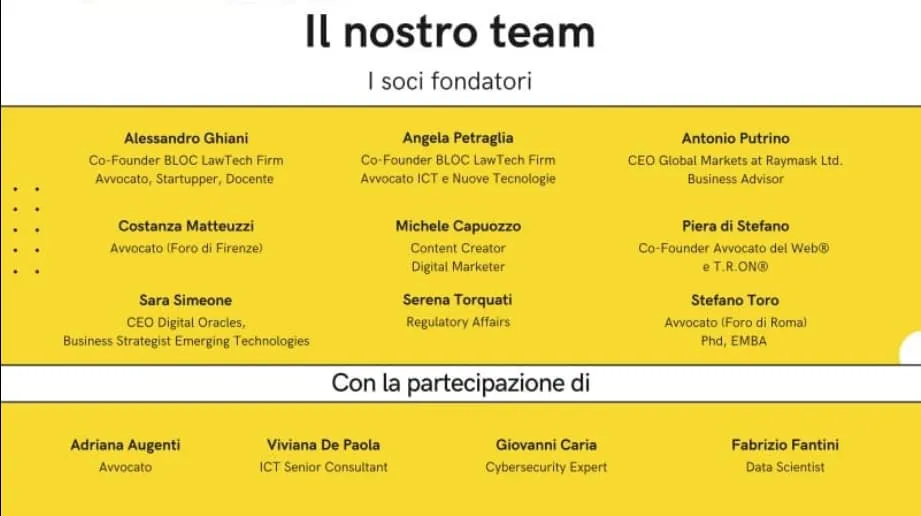 Il nostro team
I soci fondatori
Alessandro Ghiani
Co-Founder BLOC LawTech Firm
Avvocato, Startupper, Docente
Angela Petraglia
Co-Founder BLOC LawTech Firm
Avvocato ICT e Nuove Tecnologie
Antonio Putrino
CEO Global Markets at Raymask Ltd.
Business Advisor
Costanza Matteuzzi
Avvocato (Foro di Firenze)
Michele Capuozzo
Content Creator
Digital Marketer
Piera di Stefano
Co-Founder Avvocato del Web®
e T.R.ON®
Sara Simeone
CEO Digital Oracles,
Business Strategist Emerging Technologies
Serena Torquati
Regulatory Affairs
Stefano Toro
Avvocato (Foro di Roma)
Phd, EMBA
Con la partecipazione di
Adriana Augenti
Avvocato
Viviana De Paola
ICT Senior Consultant
Giovanni Caria
Cybersecurity Expert
Fabrizio Fantini
Data Scientist